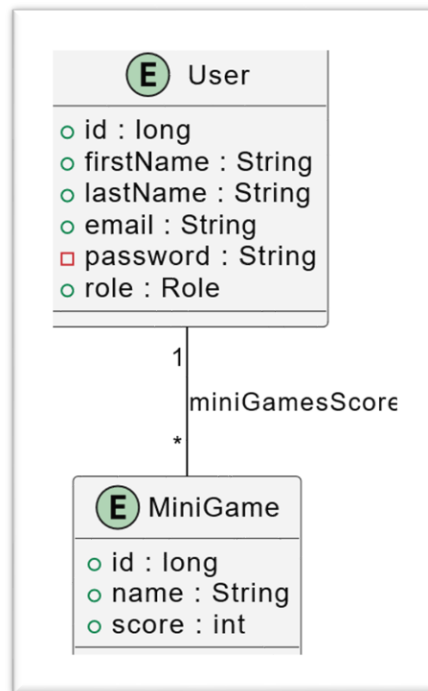 E User
id : long
firstName : String
lastName : String
email : String
password : String
role : Role
1
miniGamesScore
*
E MiniGame
id : long
name : String
score : int